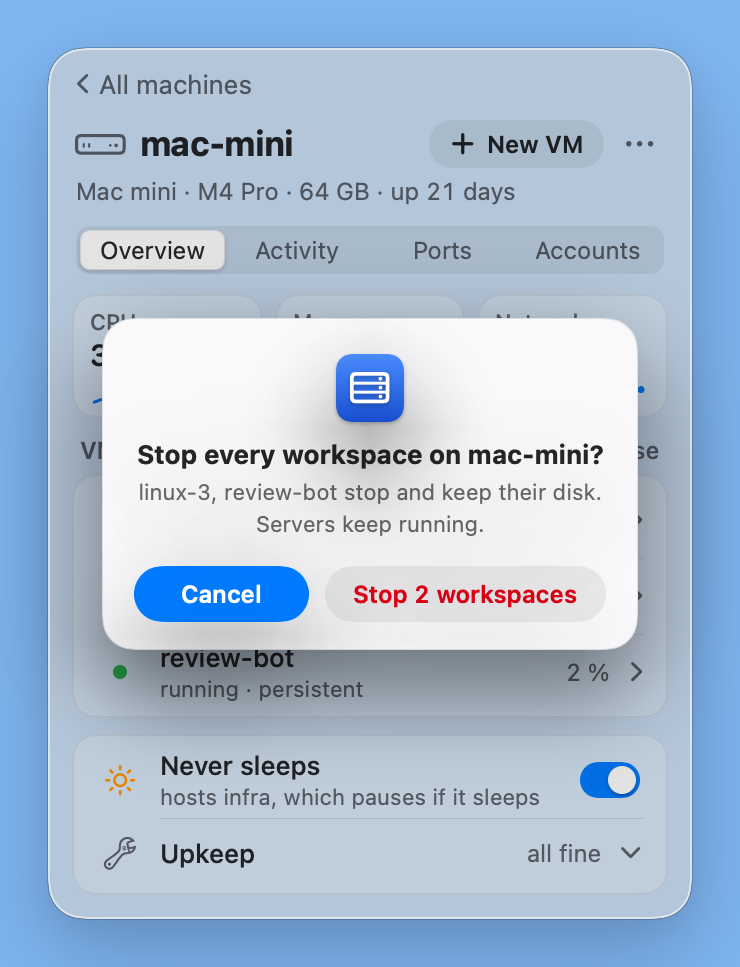 All machines
mac-mini
New VM
Mac mini · M4 Pro · 64 GB · up 21 days
Overview
Activity
Ports
Accounts
Stop every workspace on mac-mini?
linux-3, review-bot stop and keep their disk.
Servers keep running.
Cancel
Stop 2 workspaces
review-bot
running · persistent
2 %
Never sleeps
hosts infra, which pauses if it sleeps
Upkeep
all fine